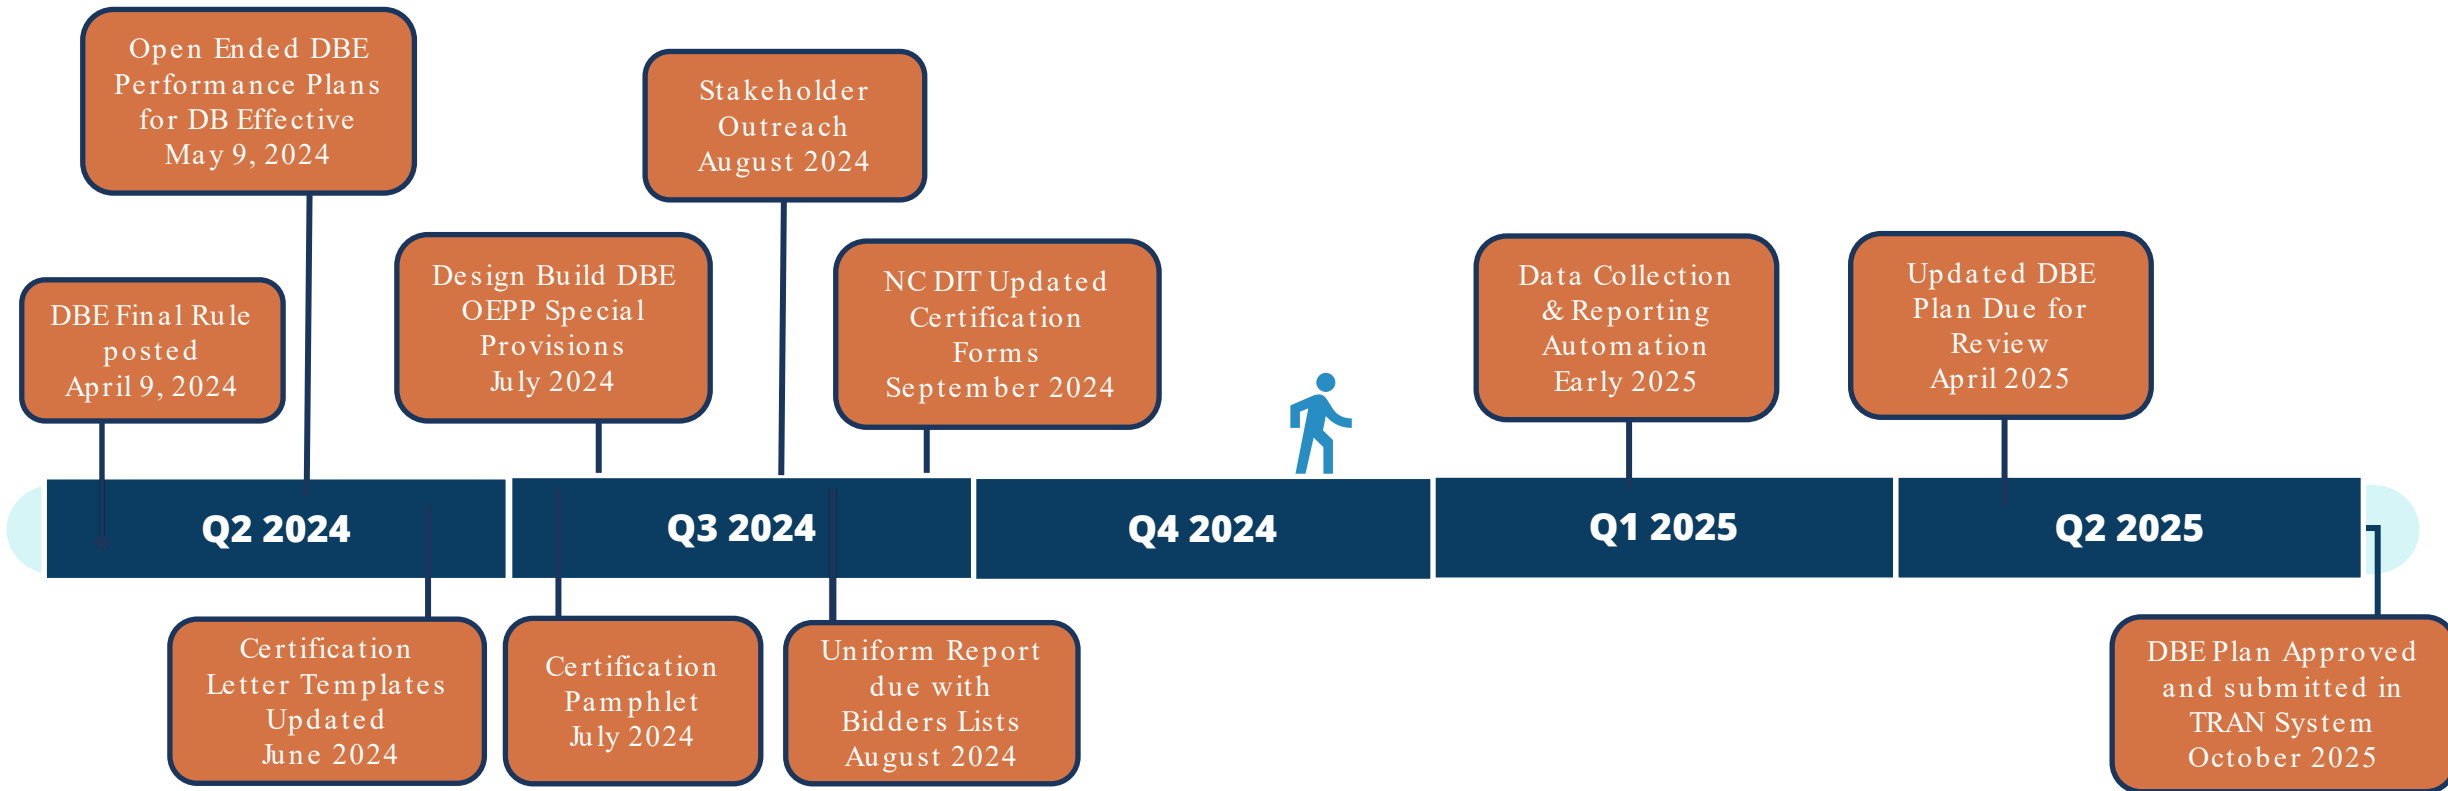 Open Ended DBE
Performance Plans
for DB Effective
May 9, 2024
Stakeholder
Outreach
August 2024
DBE Final Rule
posted
April 9, 2024
Design Build DBE
OEPP Special
Provisions
July 2024
NC DIT Updated
Certification
Forms
September 2024
Data Collection
& Reporting
Automation
Early 2025
Updated DBE
Plan Due for
Review
April 2025
Q2 2024
Q3 2024
Q4 2024
Q1 2025
Q2 2025
Certification
Letter Templates
Updated
June 2024
Certification
Pamphlet
July 2024
Uniform Report
due with
Bidders Lists
August 2024
DBE Plan Approved
and submitted in
TRAN System
October 2025